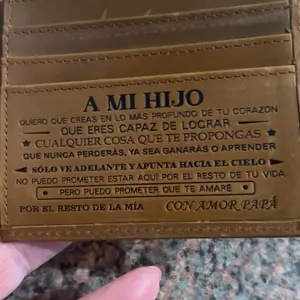 A MI HIJO
QUIERO QUE CREAS EN LO MÁS PROFUNDO DE TU CORAZÓN
QUE ERES CAPAZ DE LOGRAR
CUALQUIER COSA QUE TE PROPONGAS
QUE NUNCA PERDERÁS, YA SEA GANARÁS O APRENDER
SÓLO VE ADELANTE Y APUNTA HACIA EL CIELO
NO PUEDO PROMETER ESTAR AQUÍ POR EL RESTO DE TU VIDA
PERO PUEDO PROMETER QUE TE AMARÉ
POR EL RESTO DE LA MÍA CON AMOR PAPÁ